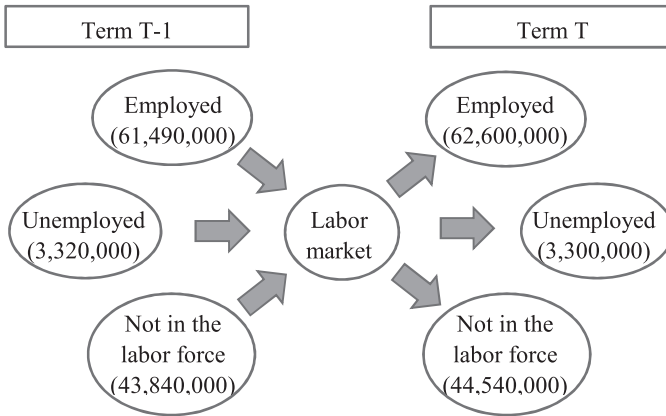 Term T-1
Term T
Employed
(61,490,000)
Employed
(62,600,000)
Unemployed
(3,320,000)
Labor
market
Unemployed
(3,300,000)
Not in the
labor force
(43,840,000)
Not in the
labor force
(44,540,000)